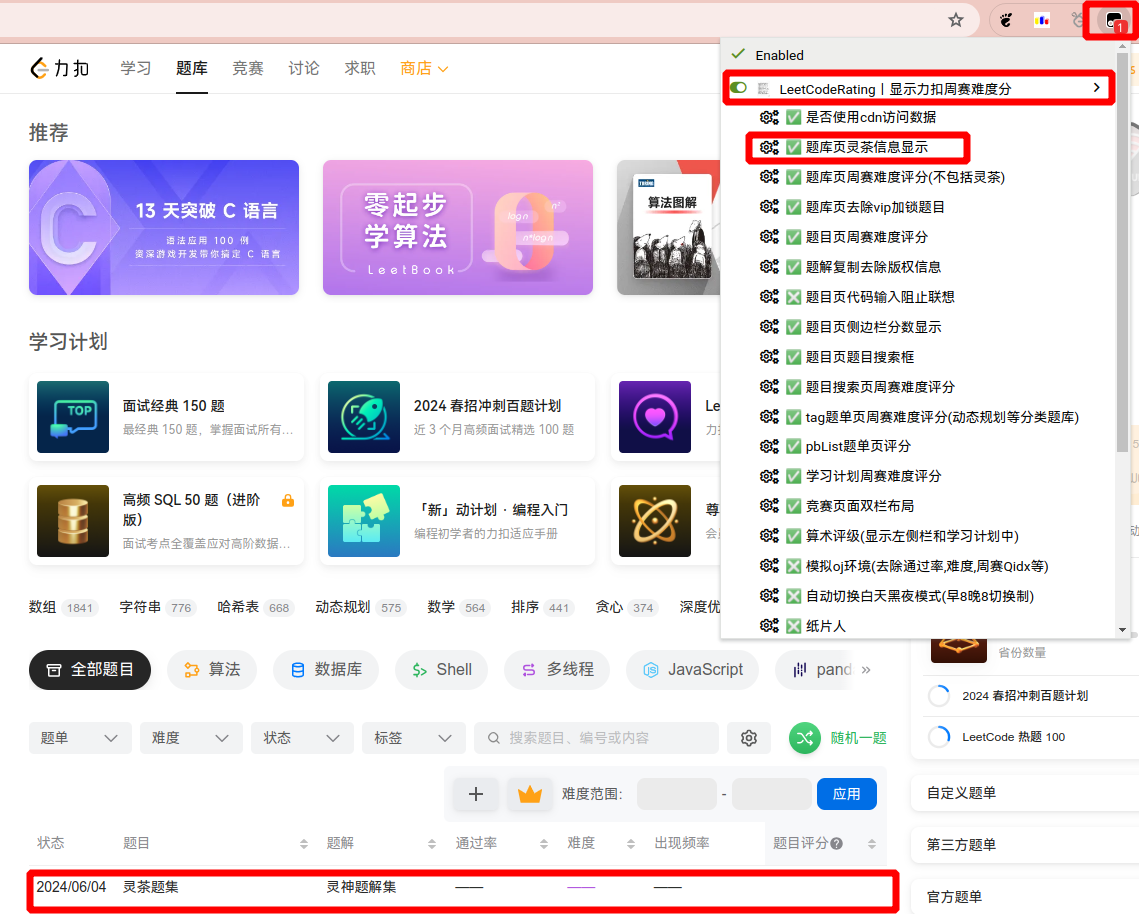 1
力扣
学习
题库
竞赛
讨论
求职
商店
Enabled
LeetCodeRating｜显示力扣周赛难度分
是否使用cdn访问数据
题库页灵茶信息显示
题库页周赛难度评分(不包括灵茶)
题库页去除vip加锁题目
题目页周赛难度评分
题解复制去除版权信息
题目页代码输入阻止联想
题目页侧边栏分数显示
题目页题目搜索框
题目搜索页周赛难度评分
tag题单页周赛难度评分(动态规划等分类题库)
pbList题单页评分
学习计划周赛难度评分
竞赛页面双栏布局
算术评级(显示左侧栏和学习计划中)
模拟oj环境(去除通过率,难度,周赛Qidx等)
自动切换白天黑夜模式(早8晚8切换制)
纸片人
推荐
13 天突破 C 语言
语法应用 100 例
资深游戏开发带你搞定 C 语言
零起步
学算法
LeetBook
logn
n²
n*logn
算法图解
学习计划
TOP
面试经典 150 题
最经典 150 题，掌握面试所有...
2024 春招冲刺百题计划
近 3 个月高频面试精选 100 题
Le
力扣
高频 SQL 50 题（进阶
版）
面试考点全覆盖应对高阶数据...
「新」动计划 · 编程入门
编程初学者的力扣适应手册
尊
会员
数组 1841
字符串 776
哈希表 668
动态规划 575
数学 564
排序 441
贪心 374
深度优
全部题目
算法
数据库
Shell
多线程
JavaScript
pand
省份数量
2024 春招冲刺百题计划
LeetCode 热题 100
题单
难度
状态
标签
搜索题目、编号或内容
随机一题
难度范围:
-
应用
自定义题单
第三方题单
官方题单
状态
题目
题解
通过率
难度
出现频率
题目评分
2024/06/04 灵茶题集 灵神题解集 —— —— ——